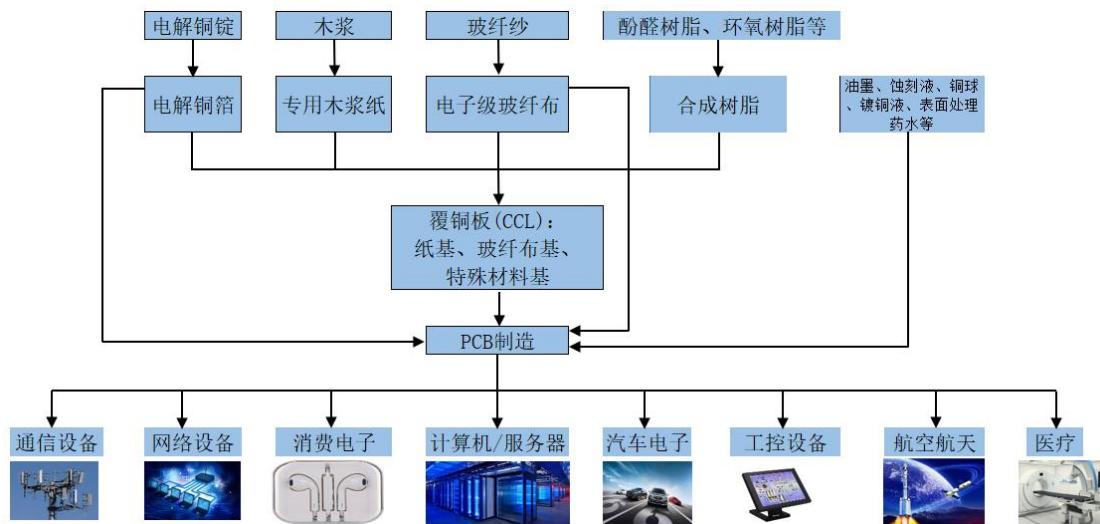 电解铜锭
木浆
玻纤纱
酚醛树脂、环氧树脂等
电解铜箔
专用木浆纸
电子级玻纤布
合成树脂
油墨、蚀刻液、铜球
、镀铜液、表面处理
药水等
覆铜板(CCL):
纸基、玻纤布基、
特殊材料基
PCB制造
通信设备
网络设备
消费电子
计算机/服务器
汽车电子
工控设备
航空航天
医疗